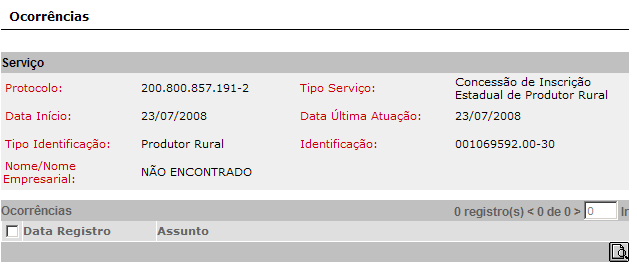 Ocorrências
Serviço
Protocolo: 200.800.857.191-2 Tipo Serviço: Concessão de Inscrição Estadual de Produtor Rural
Data Início: 23/07/2008 Data Última Atuação: 23/07/2008
Tipo Identificação: Produtor Rural Identificação: 001069592.00-30
Nome/Nome Empresarial: NÃO ENCONTRADO
Ocorrências 0 registro(s) < 0 de 0 > 0 Ir
Data Registro Assunto